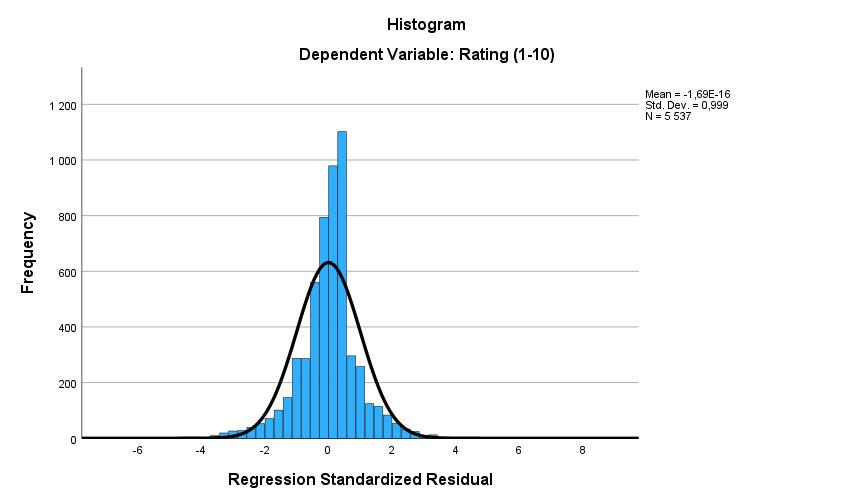 Histogram
Dependent Variable: Rating (1-10)
Mean = -1,69E-16
Std. Dev. = 0,999
N = 5 537
Frequency
1 200
1 000
800
600
400
200
0
-6 -4 -2 0 2 4 6 8
Regression Standardized Residual